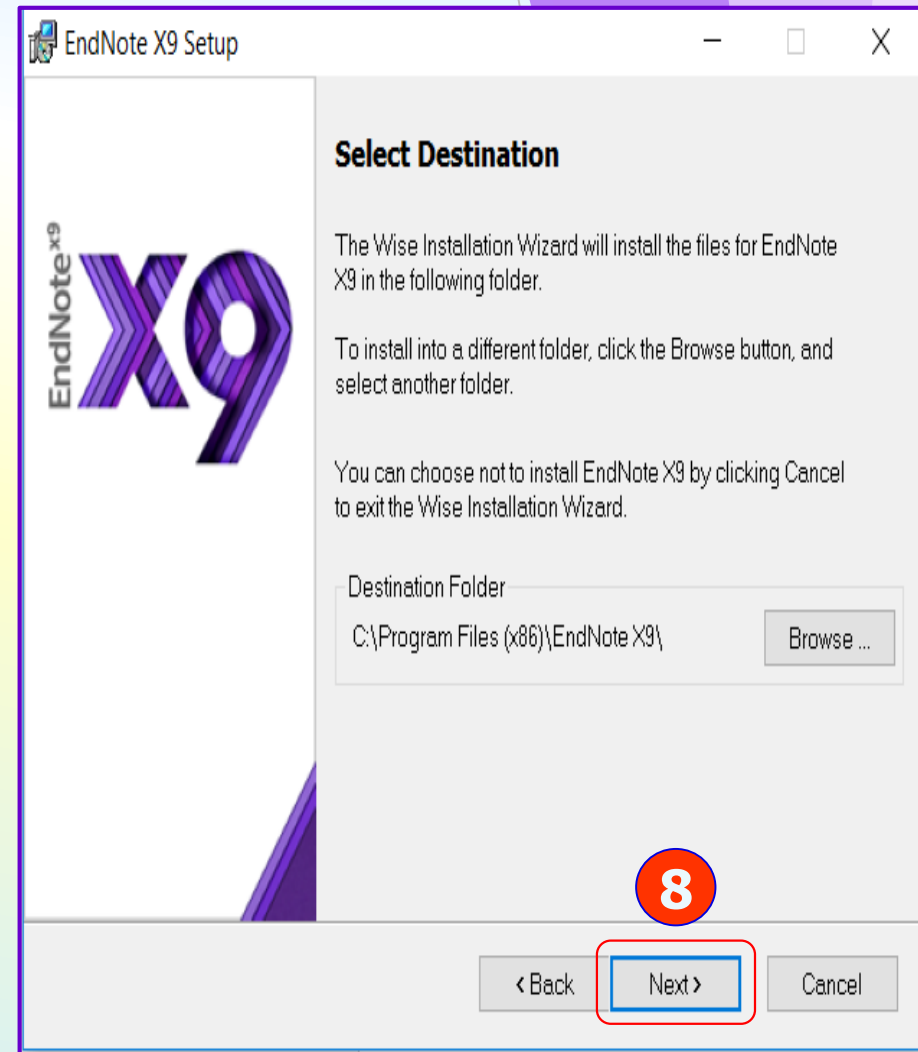 EndNote X9 Setup
EndNote x9
X9
Select Destination
The Wise Installation Wizard will install the files for EndNote
X9 in the following folder.
To install into a different folder, click the Browse button, and
select another folder.
You can choose not to install EndNote X9 by clicking Cancel
to exit the Wise Installation Wizard.
Destination Folder
C:\Program Files (x86)\EndNote X9\
Browse ...
8
< Back
Next >
Cancel